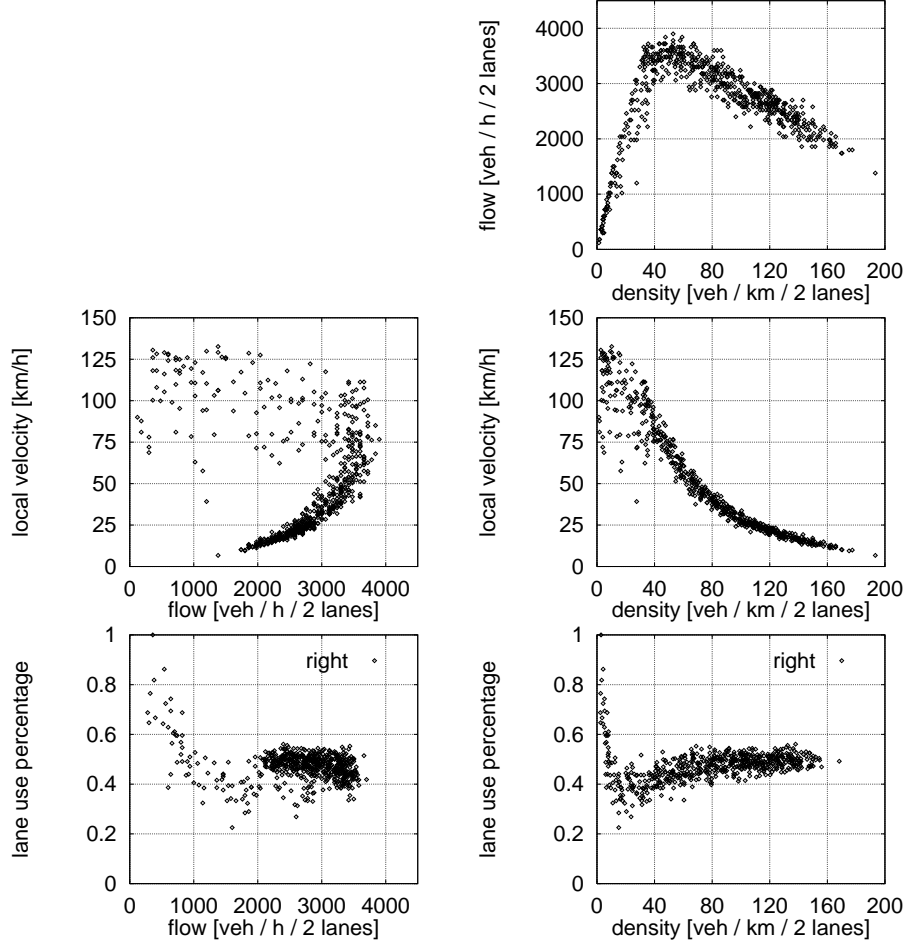 4000
3000
2000
1000
0
flow [veh / h / 2 lanes]
0 40 80 120 160 200
density [veh / km / 2 lanes]
150
125
100
75
50
25
0
local velocity [km/h]
0 1000 2000 3000 4000
flow [veh / h / 2 lanes]
150
125
100
75
50
25
0
local velocity [km/h]
0 40 80 120 160 200
density [veh / km / 2 lanes]
1
0.8
0.6
0.4
0.2
0
lane use percentage
right
0 1000 2000 3000 4000
flow [veh / h / 2 lanes]
1
0.8
0.6
0.4
0.2
0
lane use percentage
right
0 40 80 120 160 200
density [veh / km / 2 lanes]